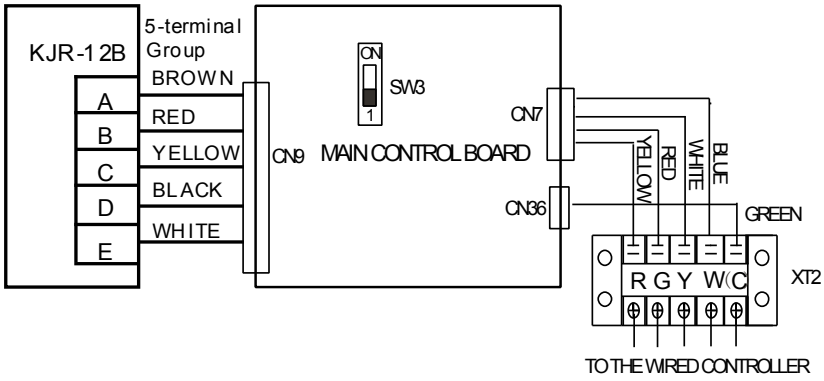 KJR-12B
5-terminal
Group
A
B
C
D
E
BROWN
RED
YELLOW
BLACK
WHITE
CN9
ON
1
SW3
MAIN CONTROL BOARD
CN7
CN36
YELLOW
RED
WHITE
BLUE
GREEN
R G Y W( C
XT2
TO THE WIRED CONTROLLER